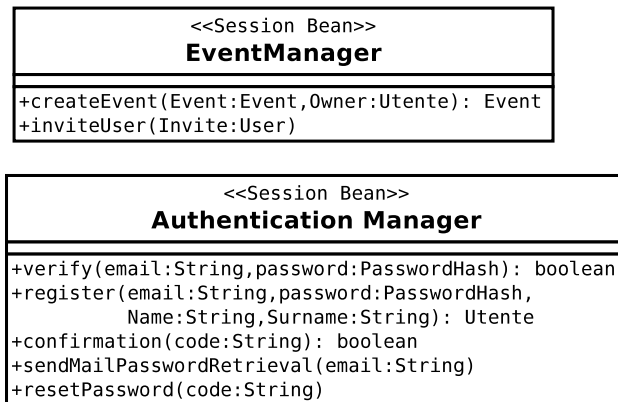 <<Session Bean>>
EventManager
+createEvent(Event:Event,Owner:Utente): Event
+inviteUser(Invite:User)
<<Session Bean>>
Authentication Manager
+verify(email:String,password:PasswordHash): boolean
+register(email:String,password:PasswordHash,
Name:String,Surname:String): Utente
+confirmation(code:String): boolean
+sendMailPasswordRetrieval(email:String)
+resetPassword(code:String)